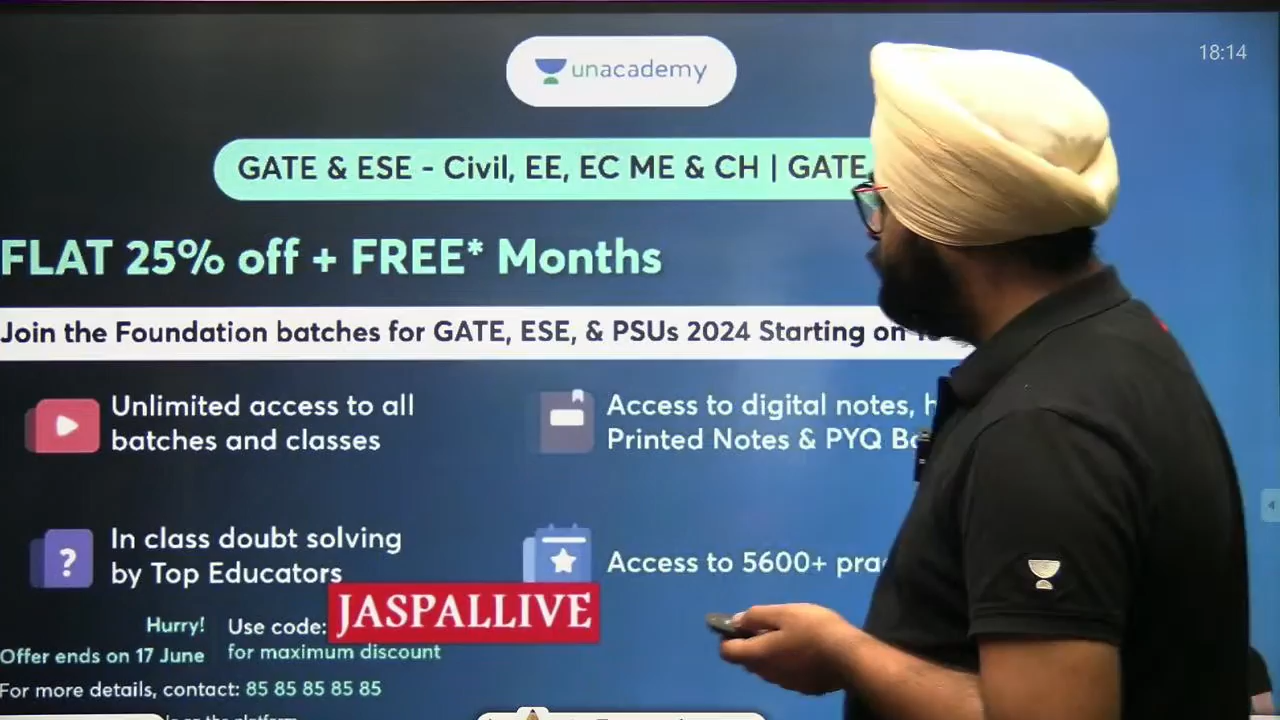 18:14
unacademy
GATE & ESE - Civil, EE, EC ME & CH | GATE
FLAT 25% off + FREE* Months
Join the Foundation batches for GATE, ESE, & PSUs 2024 Starting on
Unlimited access to all
batches and classes
Access to digital notes,
Printed Notes & PYQ
In class doubt solving
by Top Educators
Access to 5600+
Hurry!
Offer ends on 17 June
Use code: JASPALLIVE
for maximum discount
For more details, contact: 85 85 85 85 85